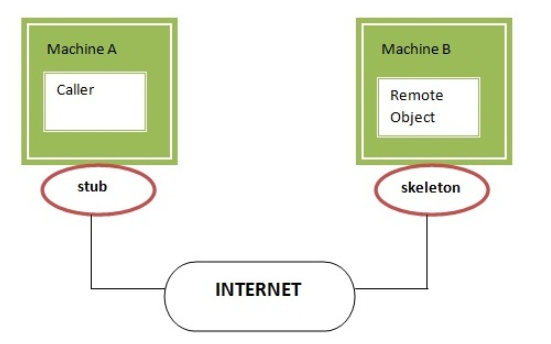 Machine A
Caller
stub
Machine B
Remote
Object
skeleton
INTERNET